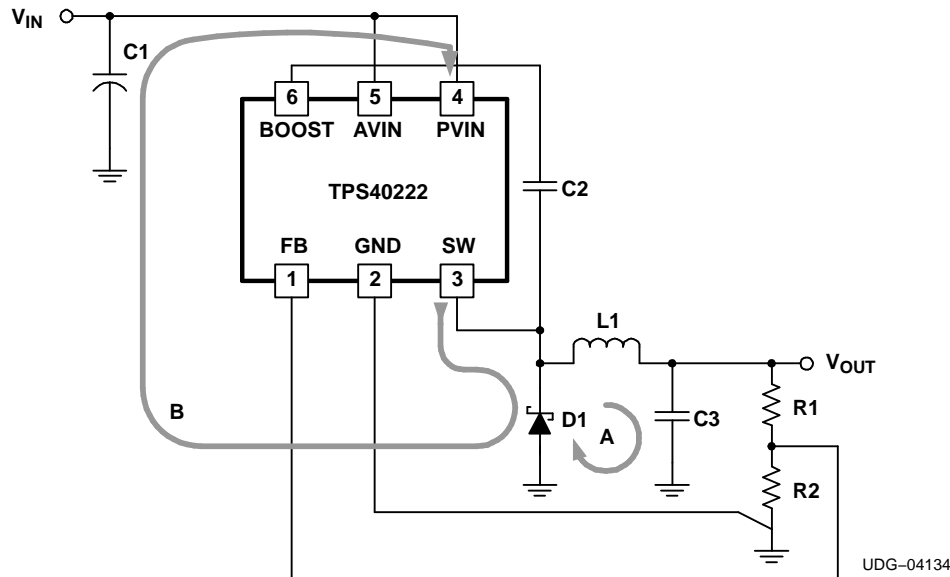 VIN
C1
6 5 4
BOOST AVIN PVIN
TPS40222
C2
FB GND SW
1 2 3
L1
VOUT
B
D1
A
C3
R1
R2
UDG–04134